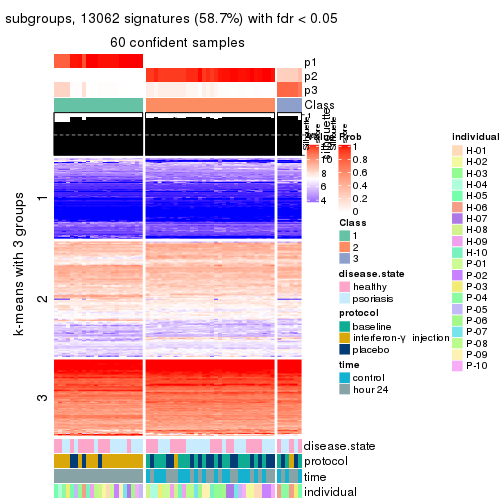 subgroups, 13062 signatures (58.7%) with fdr < 0.05
60 confident samples
p1
p2
p3
Class
Silhouette
score
k-means with 3 groups
1
2
3
Value
8
6
4
Prob
1
0.8
0.6
0.4
0.2
0
Class
1
2
3
disease.state
healthy
psoriasis
protocol
baseline
interferon-γ injection
placebo
time
control
hour 24
individual
H-01
H-02
H-03
H-04
H-05
H-06
H-07
H-08
H-09
H-10
P-01
P-02
P-03
P-04
P-05
P-06
P-07
P-08
P-09
P-10
disease.state
protocol
time
individual